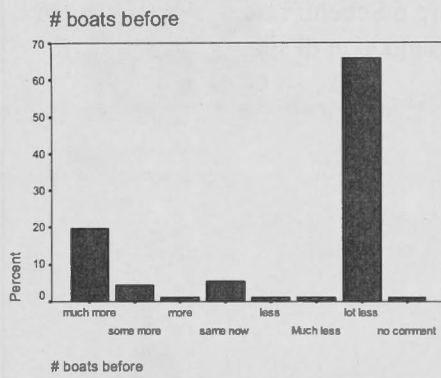 # boats before
70
60
50
40
30
20
10
0
Percent
much more
more
less
lot less
some more
same now
Much less
no comment
# boats before